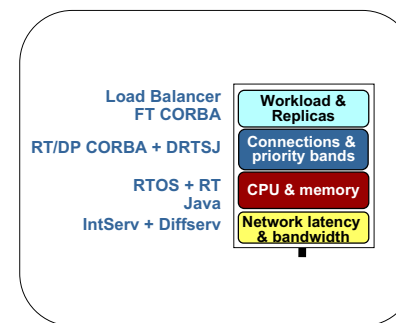 Load Balancer
FT CORBA
Workload &
Replicas
RT/DP CORBA + DRTSJ
Connections &
priority bands
RTOS + RT
Java
CPU & memory
IntServ + Diffserv
Network latency
& bandwidth